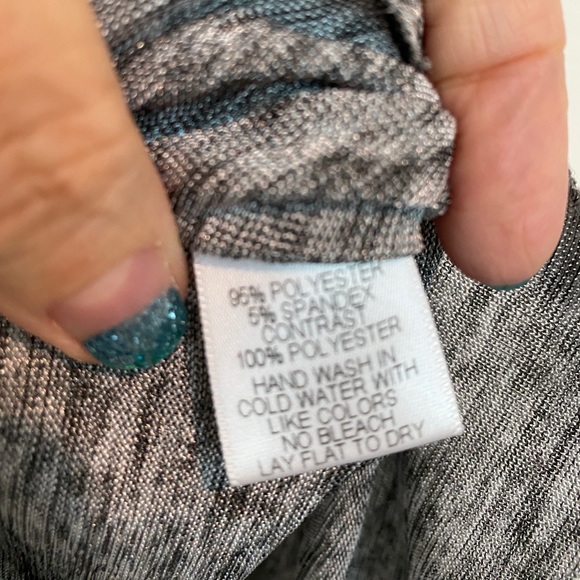 95% POLYESTER
5% SPANDEX
CONTRAST
100% POLYESTER
HAND WASH IN
COLD WATER WITH
LIKE COLORS
NO BLEACH
LAY FLAT TO DRY